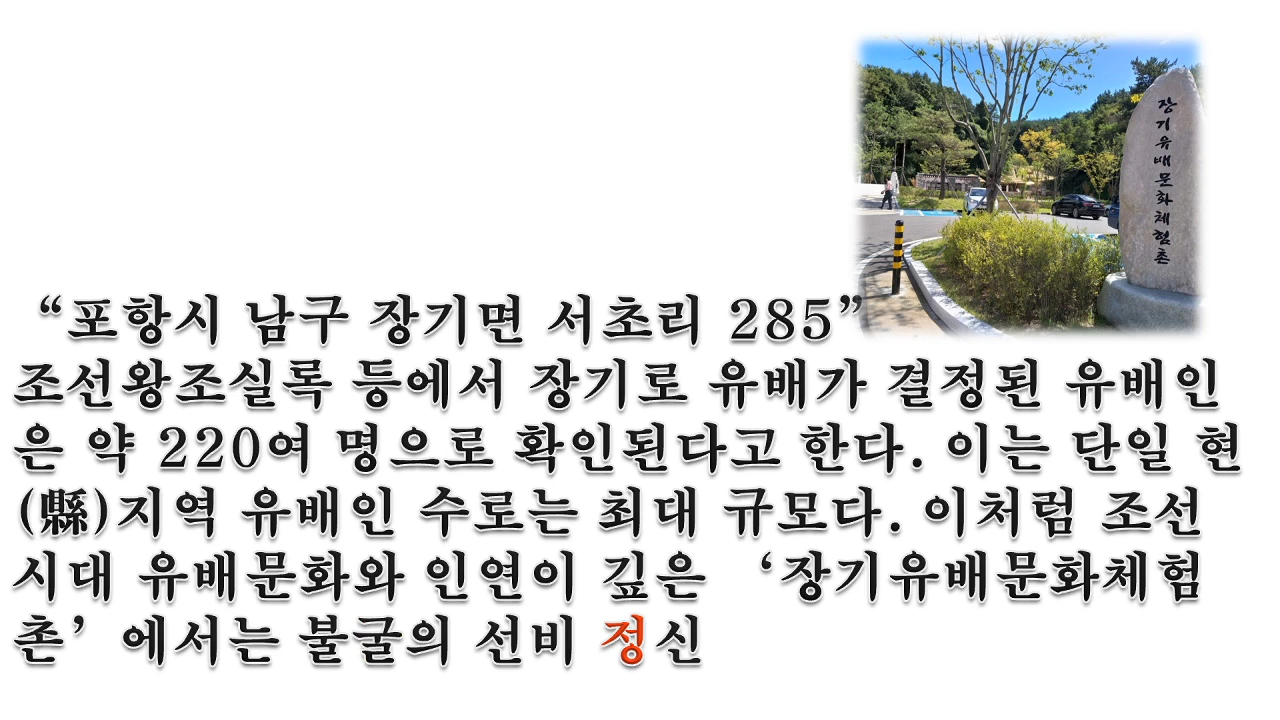 장기유배문화체험촌
“포항시 남구 장기면 서초리 285”
조선왕조실록 등에서 장기로 유배가 결정된 유배인
은 약 220여 명으로 확인된다고 한다. 이는 단일 현
(縣)지역 유배인 수로는 최대 규모다. 이처럼 조선
시대 유배문화와 인연이 깊은 ‘장기유배문화체험
촌’에서는 불굴의 선비 정신